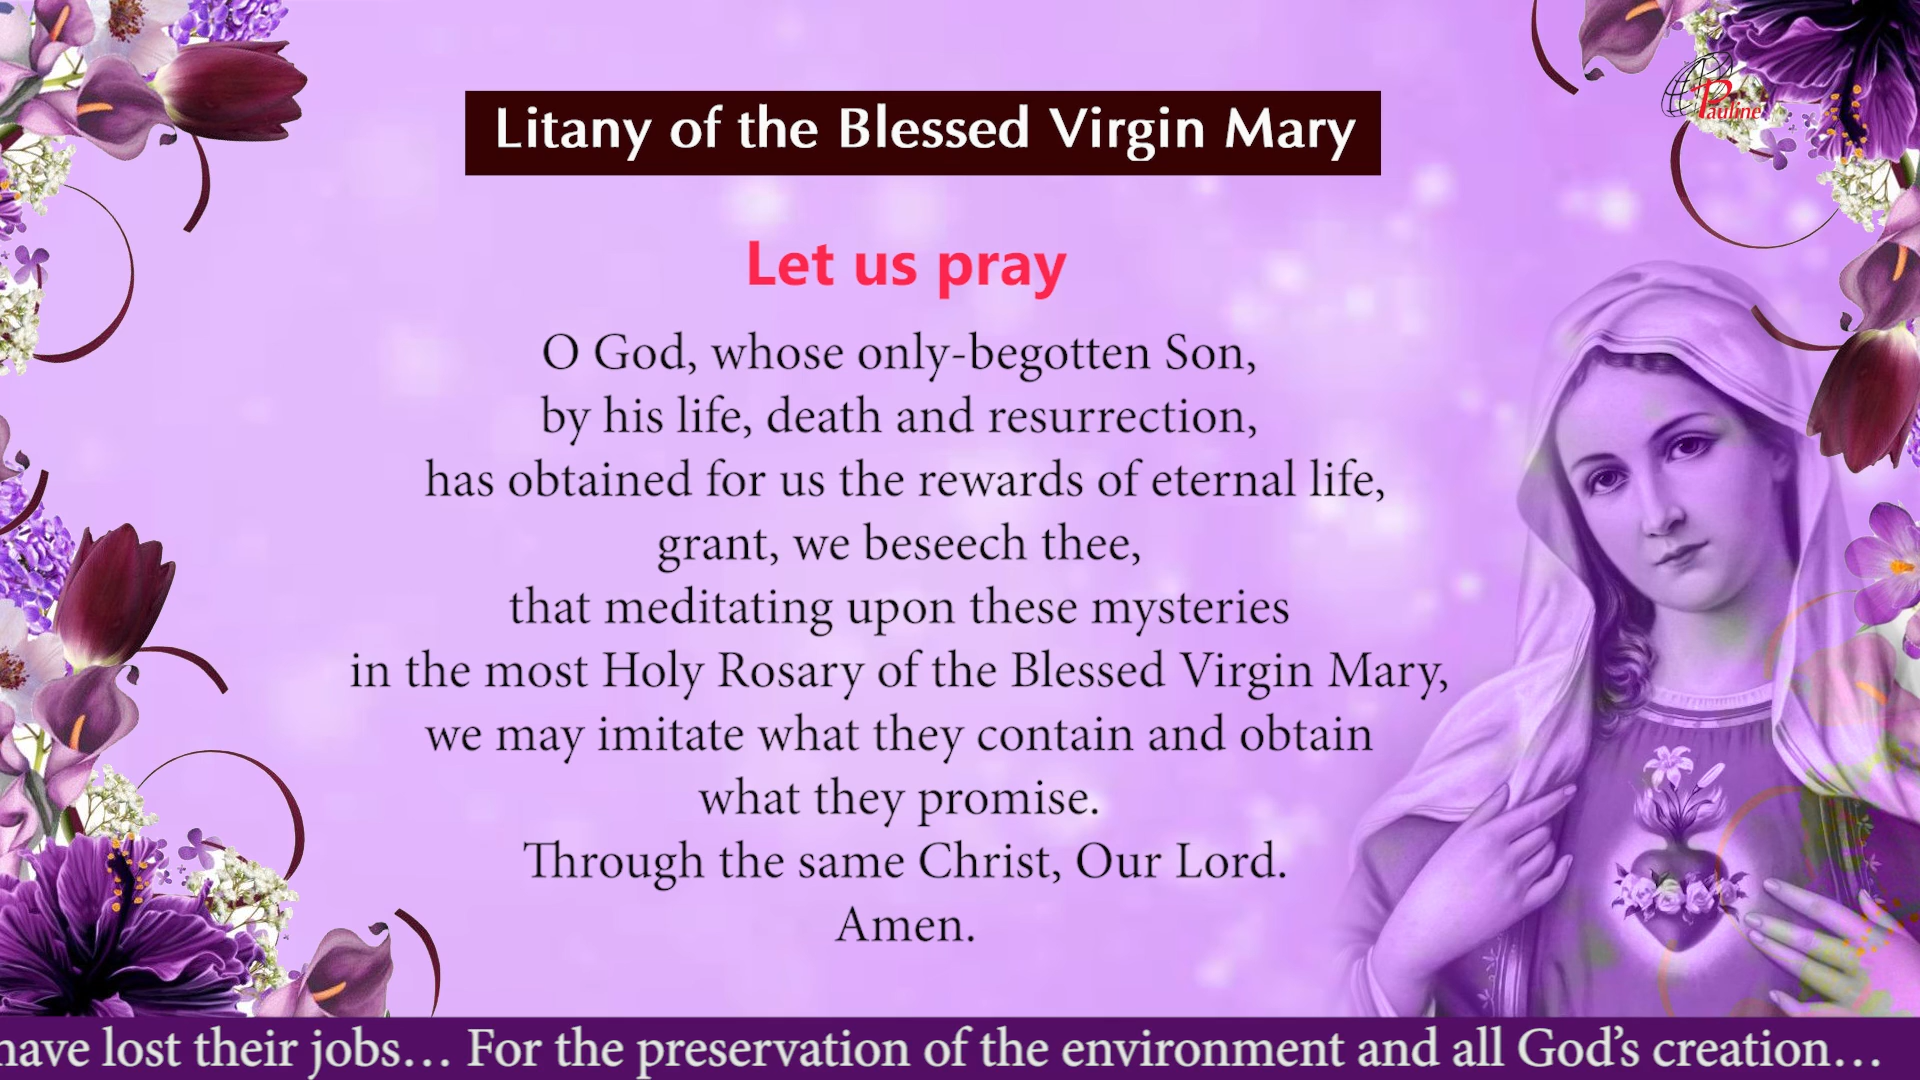 Pauline
Litany of the Blessed Virgin Mary
Let us pray
O God, whose only-begotten Son,
by his life, death and resurrection,
has obtained for us the rewards of eternal life,
grant, we beseech thee,
that meditating upon these mysteries
in the most Holy Rosary of the Blessed Virgin Mary,
we may imitate what they contain and obtain
what they promise.
Through the same Christ, Our Lord.
Amen.
have lost their jobs… For the preservation of the environment and all God’s creation…